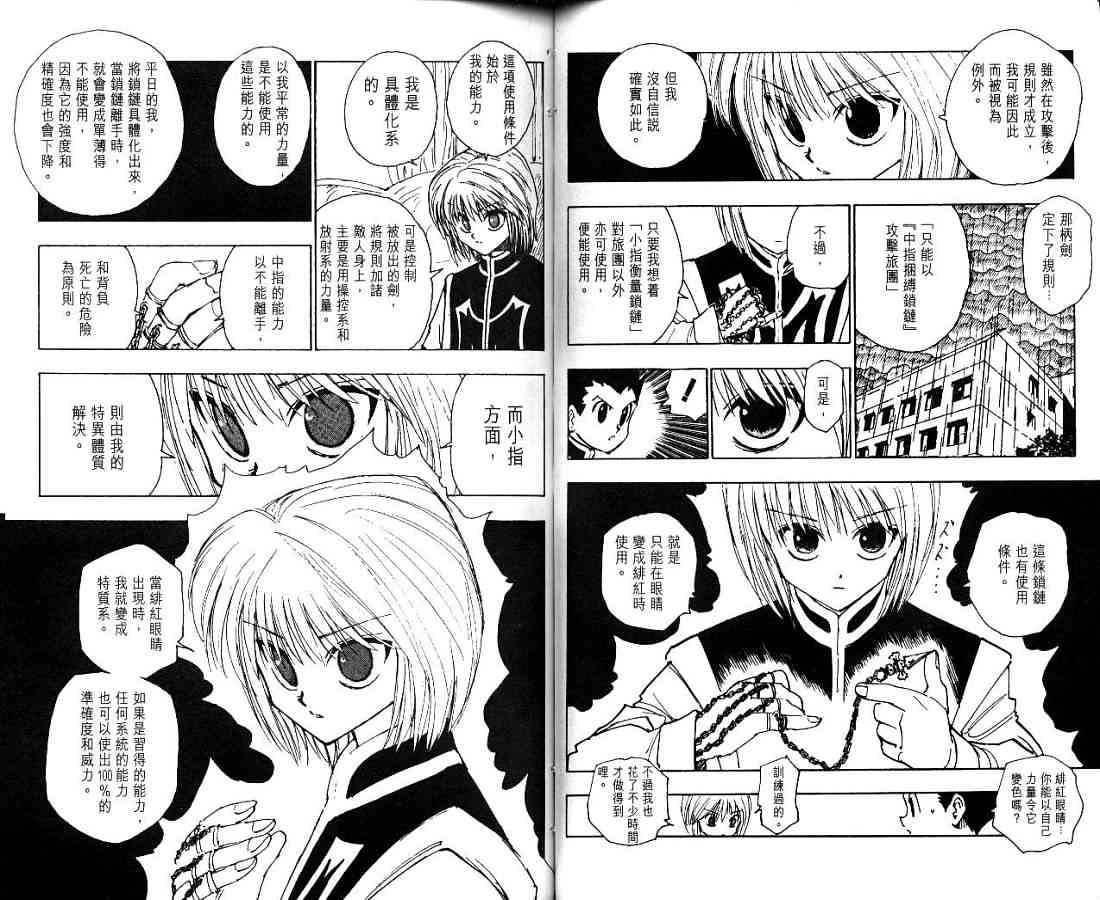 雖然在攻擊後，
規則才成立，
我可能因此
而被視為
例外。
但我
沒自信說
確實如此。
那柄劍
定下了規則…
「只能以
『中指捆縛鎖鏈』
攻擊旅團」
不過，
只要我想着
「小指衡量鎖鏈」
對旅團以外
亦可使用，
便能使用。
可是，
！
這條鎖鏈
也有使用
條件。
就是
只能在眼睛
變成緋紅時
使用。
緋紅眼睛…
你能以自己
力量令它
變色嗎？
訓練過的。
不過我也
花了不少時間
才做得到
哩。
這項使用條件
始於
我的能力。
我是
具體化系
的。
以我平常的力量，
是不能使用
這些能力的。
平日的我，
將鎖鏈具體化出來，
當鎖鏈離手時，
就會變成單薄得
不能使用，
因為它的強度和
精確度也會下降。
可是控制
被放出的劍，
將規則加諸
敵人身上，
主要是用操控系和
放射系的力量。
中指的能力
以不能離手，
和背負
死亡的危險
為原則。
而小指
方面，
則由我的
特異體質
解決。
當緋紅眼睛
出現時，
我就變成
特質系。
如果是習得的能力，
任何系統的能力
也可以使出100%的
準確度和威力。